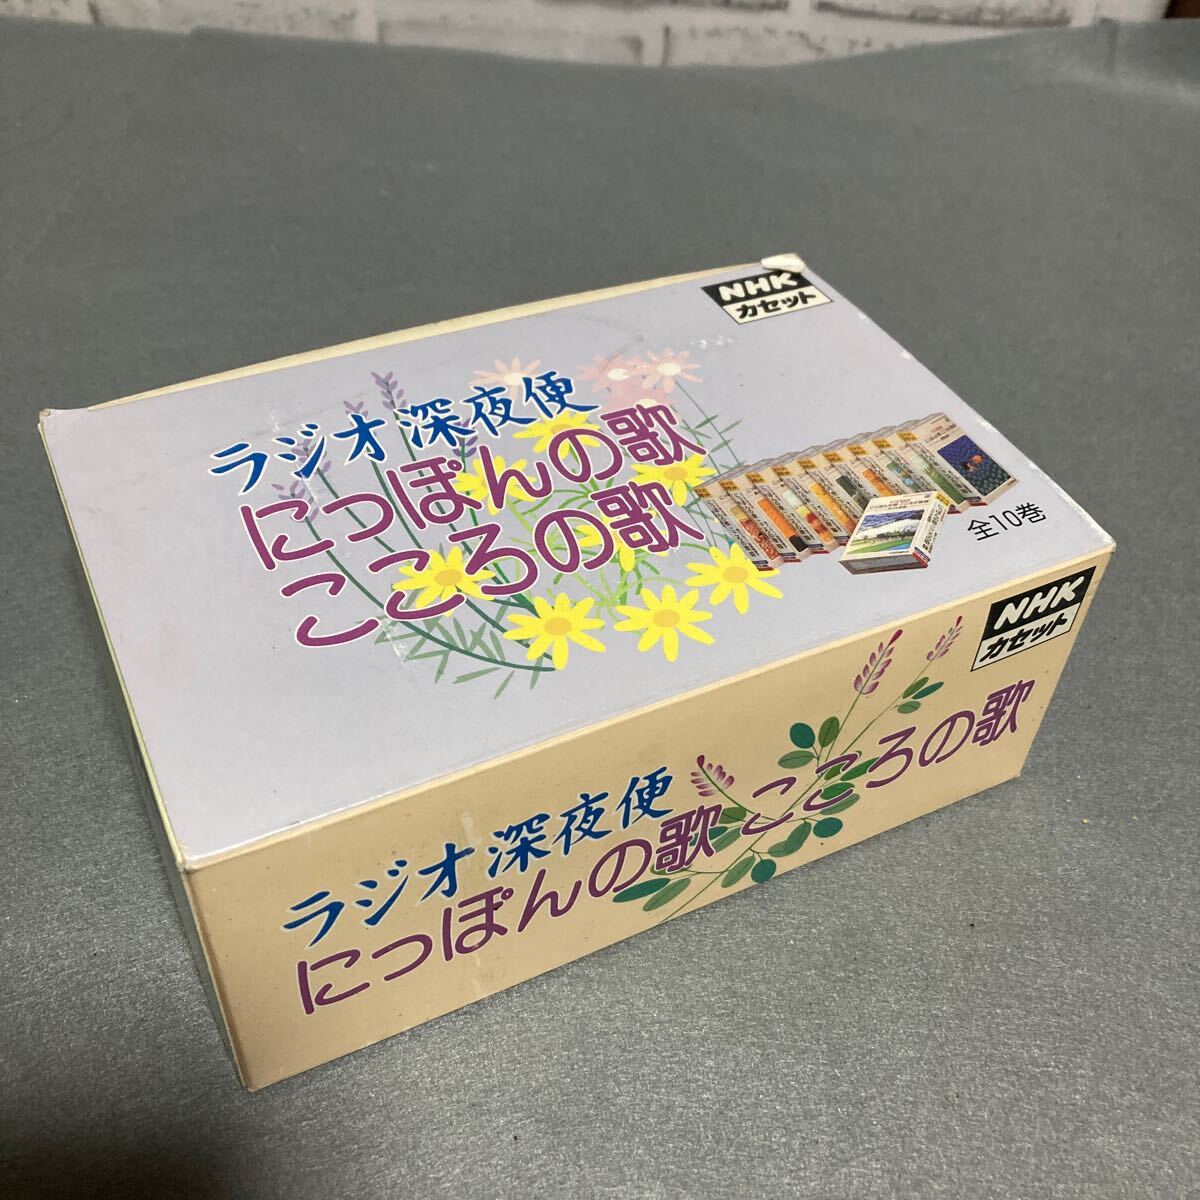 NHK
カセット
ラジオ深夜便
にっぽんの歌
こころの歌
全10巻
NHK
カセット
ラジオ深夜便
にっぽんの歌 こころの歌